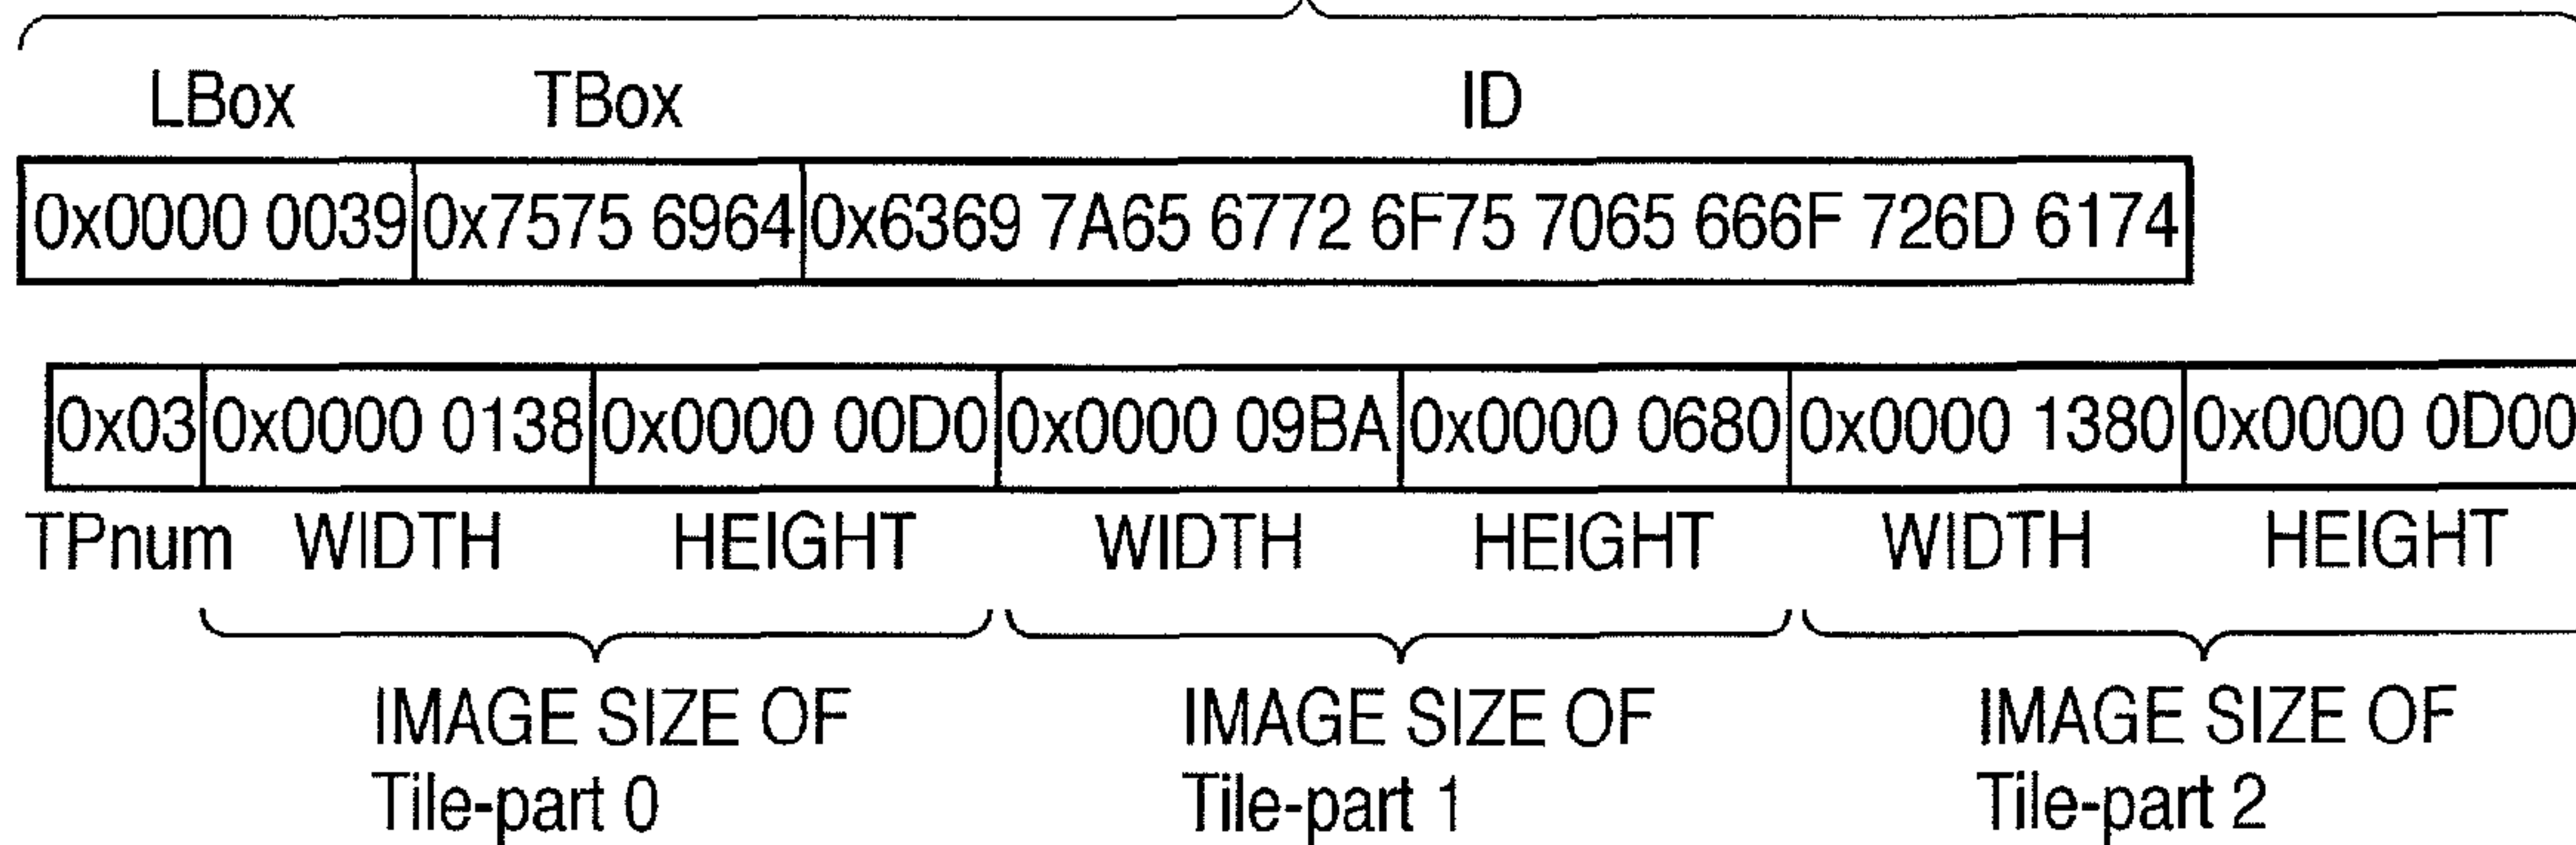 LBox TBox ID
0x0000 0039 0x7575 6964 0x6369 7A65 6772 6F75 7065 666F 726D 6174
0x03 0x0000 0138 0x0000 00D0 0x0000 09BA 0x0000 0680 0x0000 1380 0x0000 0D00
TPnum WIDTH HEIGHT WIDTH HEIGHT WIDTH HEIGHT
IMAGE SIZE OF IMAGE SIZE OF IMAGE SIZE OF
Tile-part 0 Tile-part 1 Tile-part 2